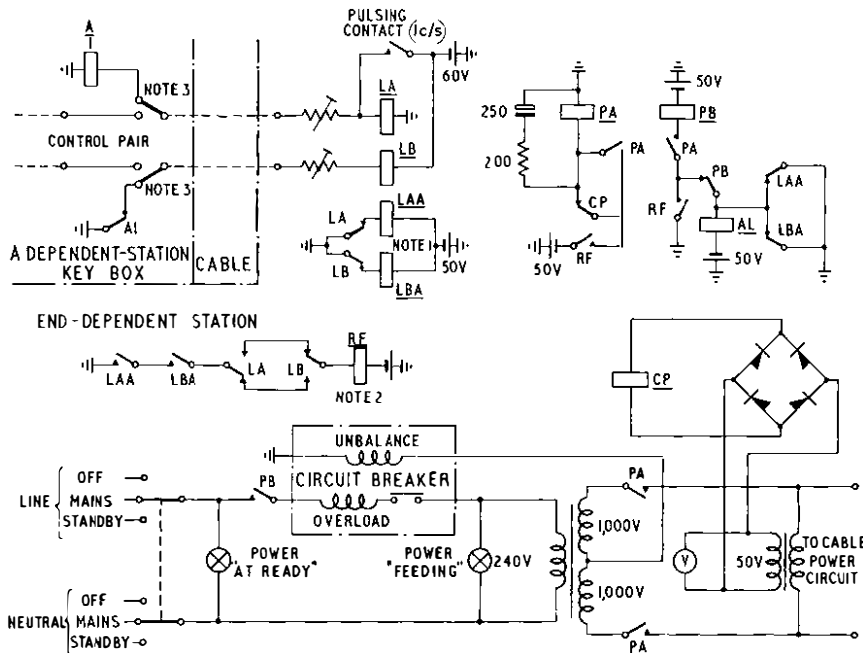 PULSING
CONTACT (1c/s)
A
NOTE 3
60V
LA
CONTROL PAIR
LB
NOTE 3
A1
LA
LAA
NOTE 1
LB
50V
LBA
A DEPENDENT-STATION
KEY BOX
CABLE
250
200
PA
PA
CP
50V
RF
50V
PB
PA
PB
RF
AL
50V
LAA
LBA
END-DEPENDENT STATION
LAA
LBA
LA
LB
RF
NOTE 2
CP
UNBALANCE
CIRCUIT BREAKER
OVERLOAD
PB
LINE
OFF
MAINS
STANDBY
POWER
"AT READY"
POWER
"FEEDING"
240V
PA
1,000V
1,000V
PA
V
50V
TO CABLE
POWER
CIRCUIT
NEUTRAL
OFF
MAINS
STANDBY